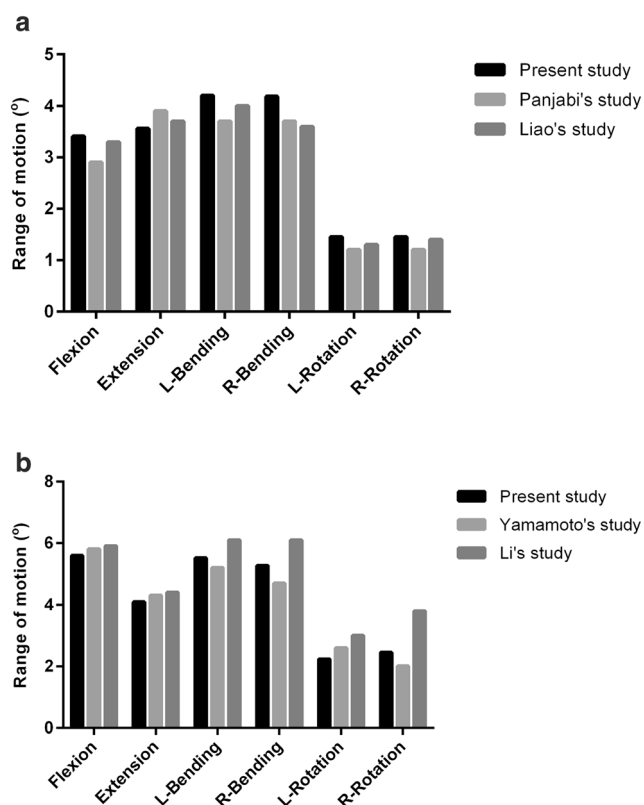 a
Range of motion (°)
5
4
3
2
1
0
Flexion
Extension
L-Bending
R-Bending
L-Rotation
R-Rotation
Present study
Panjabi's study
Liao's study
b
Range of motion (°)
8
6
4
2
0
Flexion
Extension
L-Bending
R-Bending
L-Rotation
R-Rotation
Present study
Yamamoto's study
Li's study